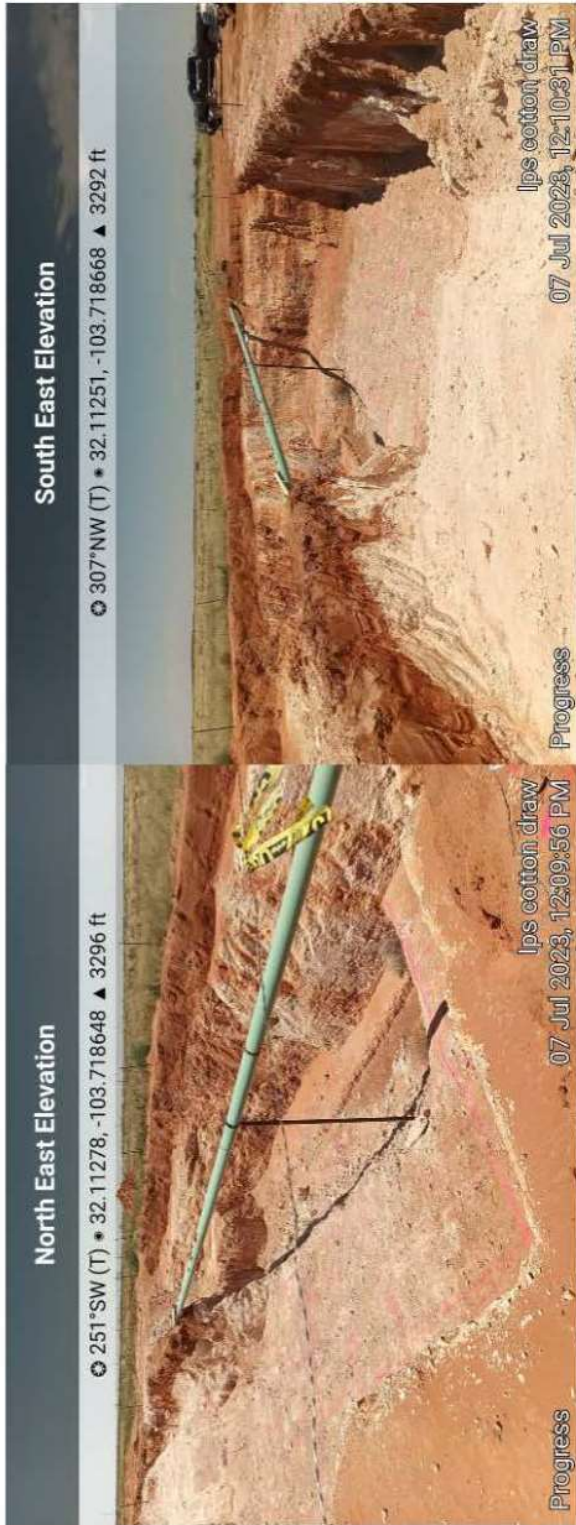 North East Elevation
251°SW (T) ● 32.11278, -103.718648 ▲ 3296 ft
Progress
lps cotton draw
07 Jul 2023, 12:09:56 PM
South East Elevation
307°NW (T) ● 32.11251, -103.718668 ▲ 3292 ft
Progress
lps cotton draw
07 Jul 2023, 12:10:31 PM